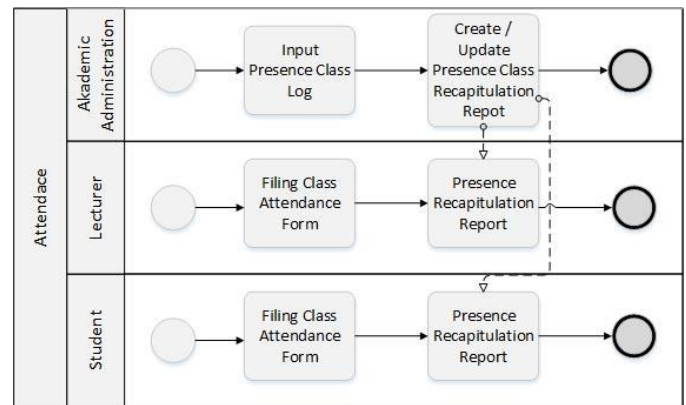 Attendace
Akademic
Administration
Input
Presence Class
Log
Create /
Update
Presence Class
Recapitulation
Repot
Lecturer
Filing Class
Attendance
Form
Presence
Recapitulation
Report
Student
Filing Class
Attendance
Form
Presence
Recapitulation
Report